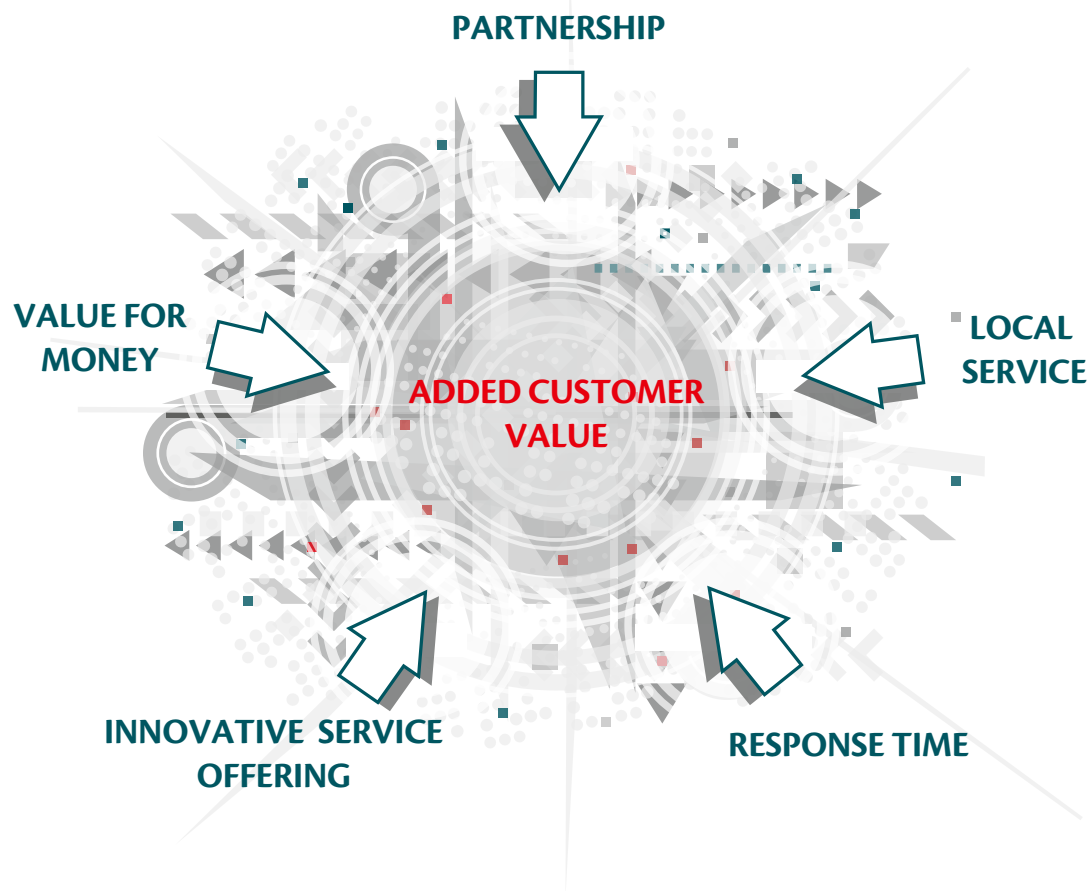 PARTNERSHIP
VALUE FOR
MONEY
LOCAL
SERVICE
ADDED CUSTOMER
VALUE
INNOVATIVE SERVICE
OFFERING
RESPONSE TIME